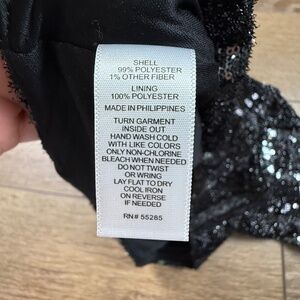 SHELL
99% POLYESTER
1% OTHER FIBER
LINING
100% POLYESTER
MADE IN PHILIPPINES
TURN GARMENT
INSIDE OUT
HAND WASH COLD
WITH LIKE COLORS
ONLY NON-CHLORINE
BLEACH WHEN NEEDED
DO NOT TWIST
OR WRING
LAY FLAT TO DRY
COOL IRON
ON REVERSE
IF NEEDED
RN# 55285